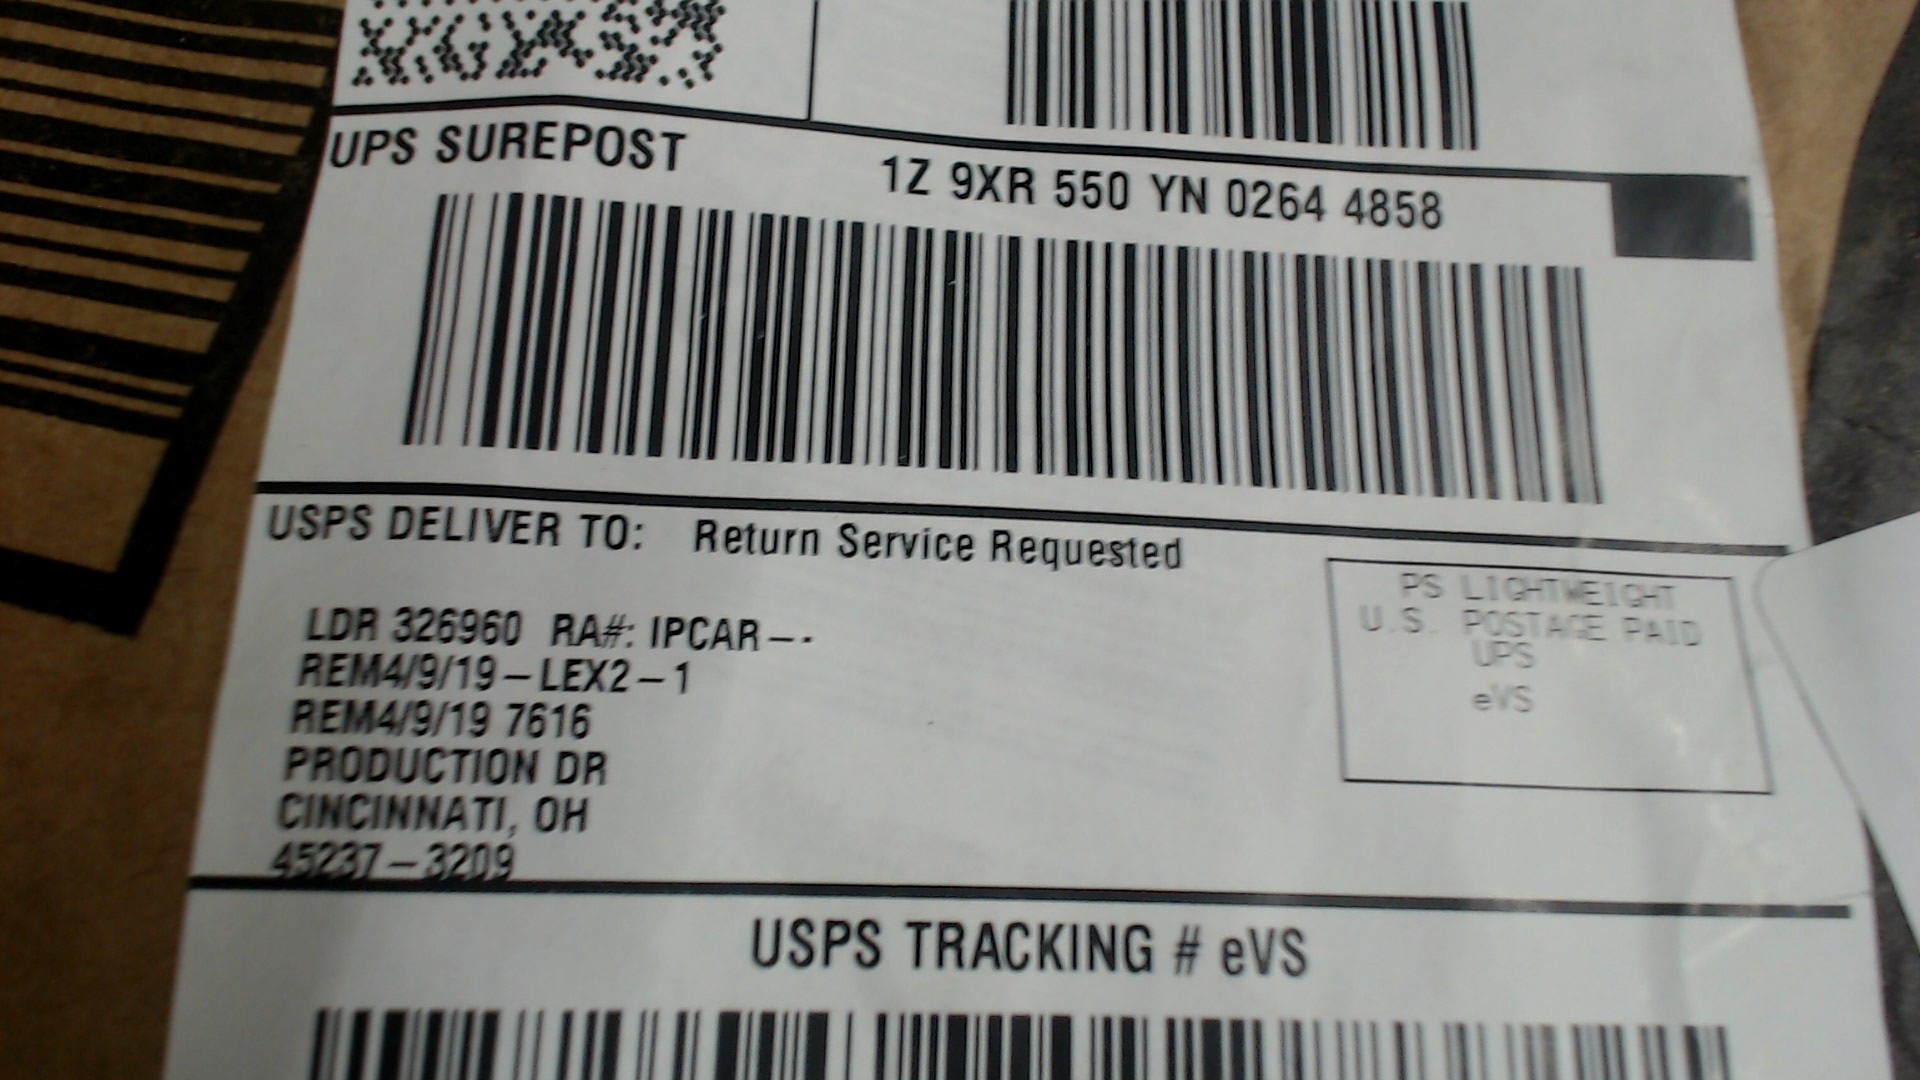 UPS SUREPOST
1Z 9XR 550 YN 0264 4858
USPS DELIVER TO: Return Service Requested
LDR 326960 RA#: IPCAR--
REM4/9/19-LEX2-1
REM4/9/19 7616
PRODUCTION DR
CINCINNATI, OH
45237-3209
PS LIGHTWEIGHT
U.S. POSTAGE PAID
UPS
eVS
USPS TRACKING # eVS